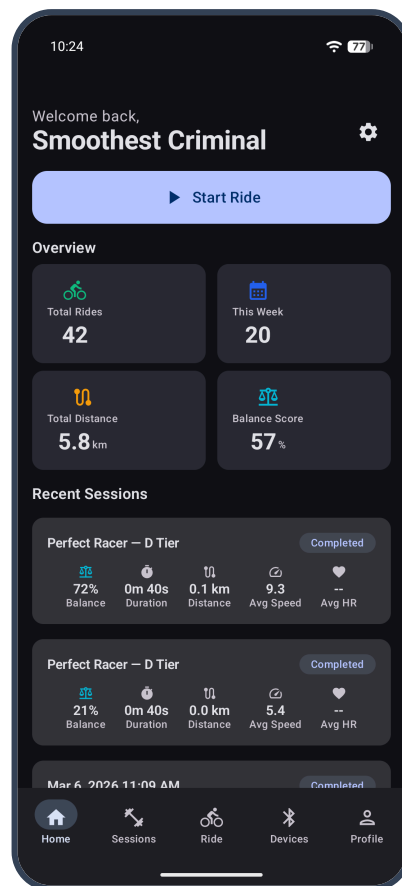 10:24
77
Welcome back,
Smoothest Criminal
Start Ride
Overview
Total Rides
42
This Week
20
Total Distance
5.8 km
Balance Score
57 %
Recent Sessions
Perfect Racer — D Tier
Completed
72% 0m 40s 0.1 km 9.3 --
Balance Duration Distance Avg Speed Avg HR
Perfect Racer — D Tier
Completed
21% 0m 40s 0.0 km 5.4 --
Balance Duration Distance Avg Speed Avg HR
Mar 6, 2026 11:09 AM
Completed
Home Sessions Ride Devices Profile